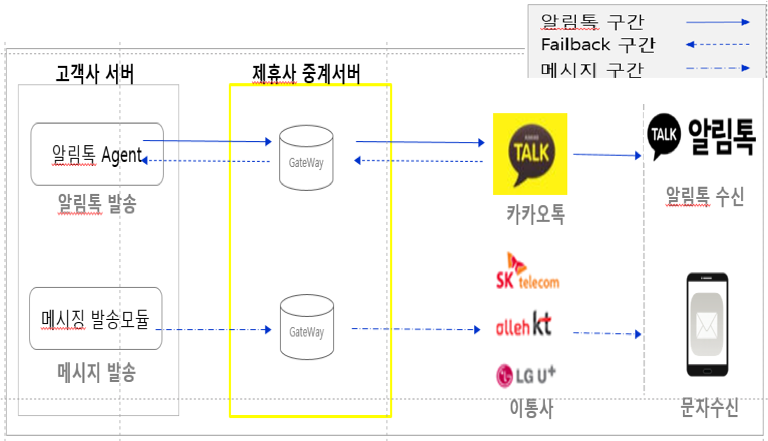 알림톡 구간
Failback 구간
메시지 구간
고객사 서버
제휴사 중계서버
알림톡 Agent
GateWay
TALK
TALK 알림톡
알림톡 발송
카카오톡
알림톡 수신
SK telecom
메시징 발송모듈
GateWay
olleh kt
LG U+
메시지 발송
이통사
문자수신